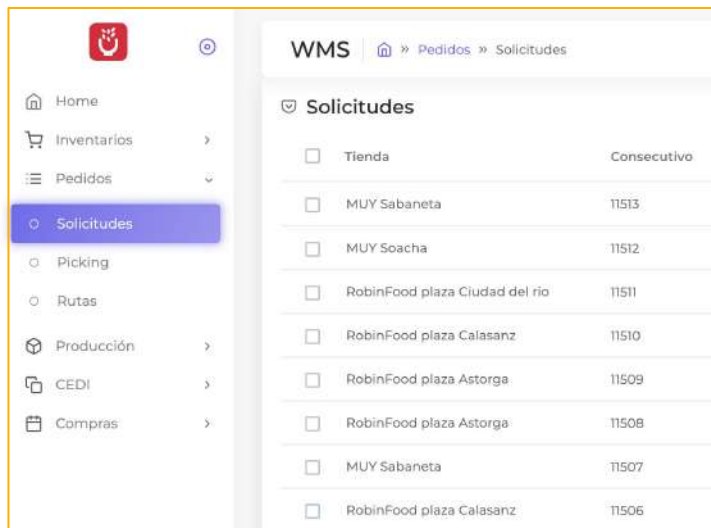 WMS » Pedidos » Solicitudes
Home
Inventarios
Pedidos
Solicitudes
Picking
Rutas
Producción
CEDI
Compras
Solicitudes
Tienda Consecutivo
MUY Sabaneta 11513
MUY Soacha 11512
RobinFood plaza Ciudad del rio 11511
RobinFood plaza Calasanz 11510
RobinFood plaza Astorga 11509
RobinFood plaza Astorga 11508
MUY Sabaneta 11507
RobinFood plaza Calasanz 11506